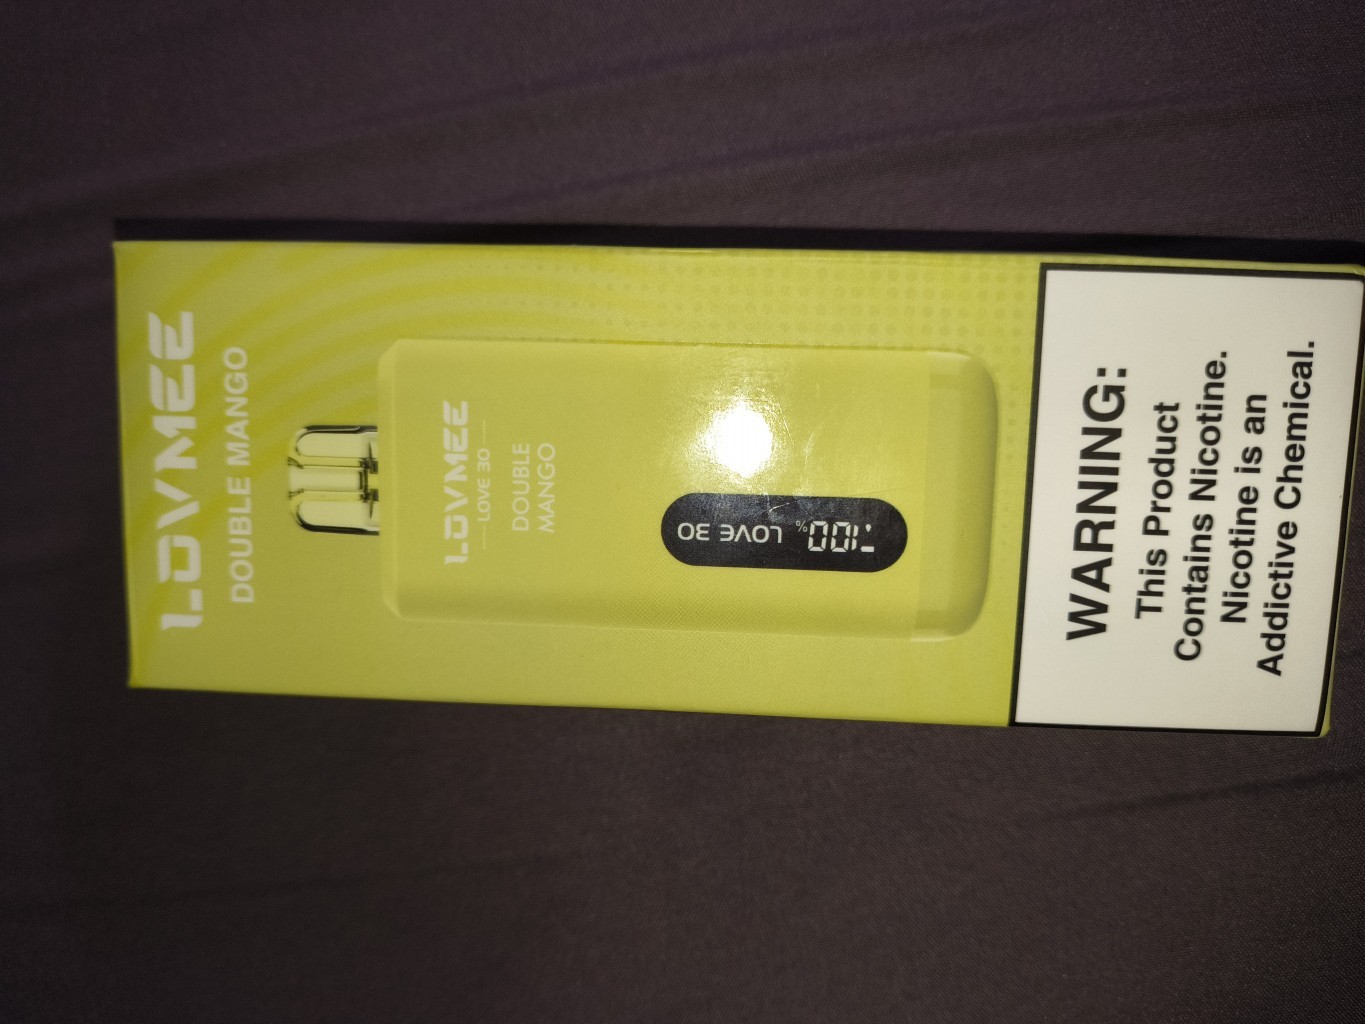 LOVMEE
DOUBLE MANGO
LOVMEE
LOVE 30
DOUBLE
MANGO
100%
LOVE 30
WARNING:
This Product
Contains Nicotine.
Nicotine is an
Addictive Chemical.